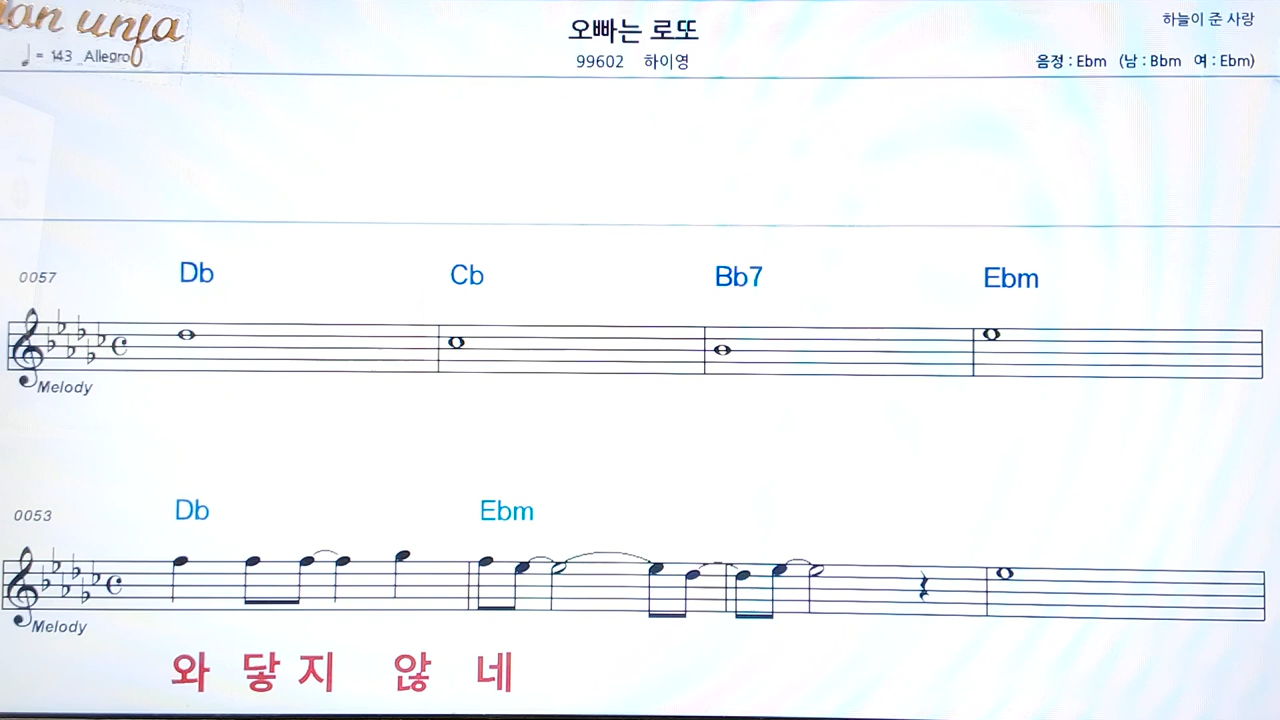 오빠는 로또
하늘이 준 사랑
= 143 Allegro
99602 하이영
음정 : Ebm (남 : Bbm 여 : Ebm)
0057
Db Cb Bb7 Ebm
Melody
0053
Db Ebm
Melody
와 닿지 않 네